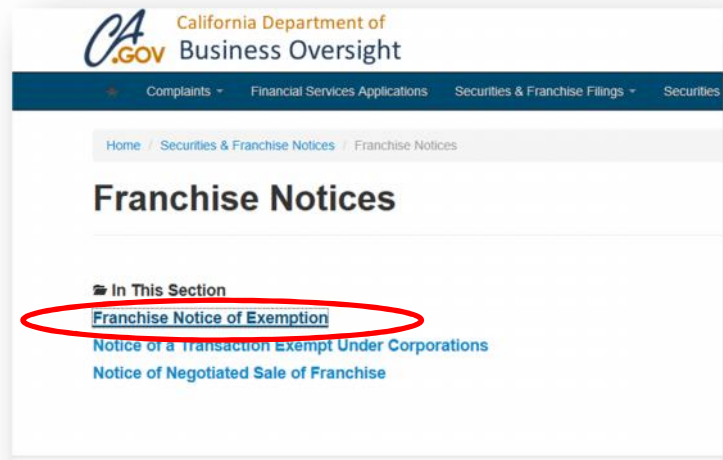 CA
.GOV
California Department of
Business Oversight
Complaints Financial Services Applications Securities & Franchise Filings Securities
Home / Securities & Franchise Notices / Franchise Notices
Franchise Notices
In This Section
Franchise Notice of Exemption
Notice of a Transaction Exempt Under Corporations
Notice of Negotiated Sale of Franchise